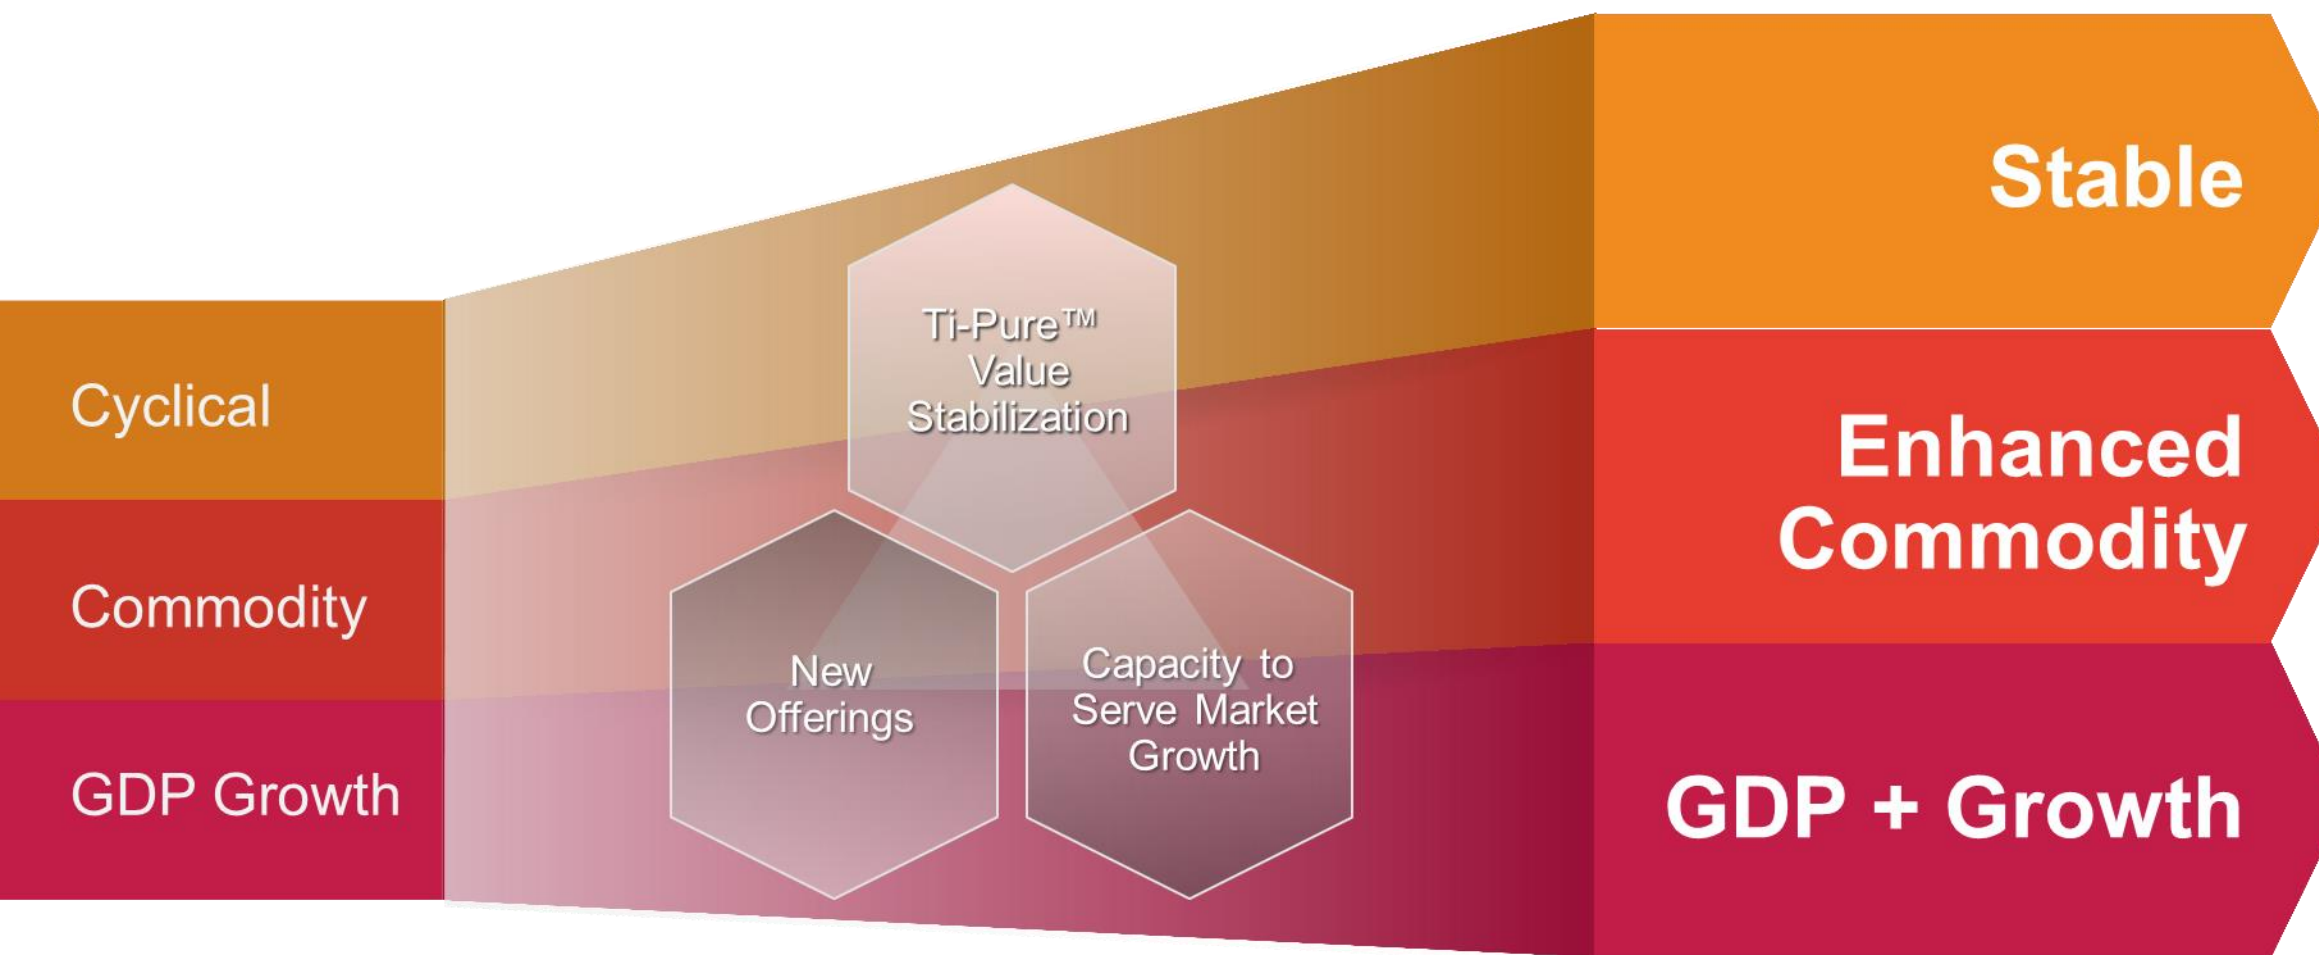 Cyclical
Commodity
GDP Growth
Ti-Pure™
Value
Stabilization
New
Offerings
Capacity to
Serve Market
Growth
Stable
Enhanced
Commodity
GDP + Growth